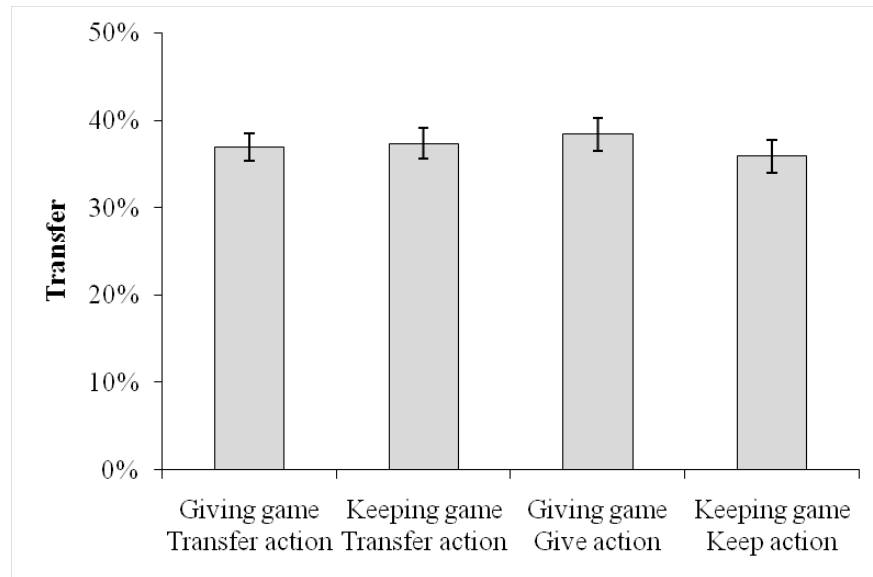 50%
40%
30%
20%
10%
0%
Transfer
Giving game
Transfer action
Keeping game
Transfer action
Giving game
Give action
Keeping game
Keep action